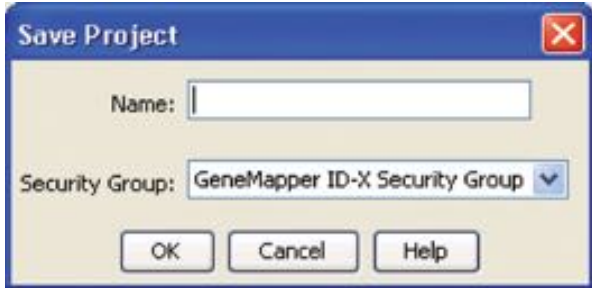 Save Project
Name:
Security Group: GeneMapper ID-X Security Group
OK Cancel Help